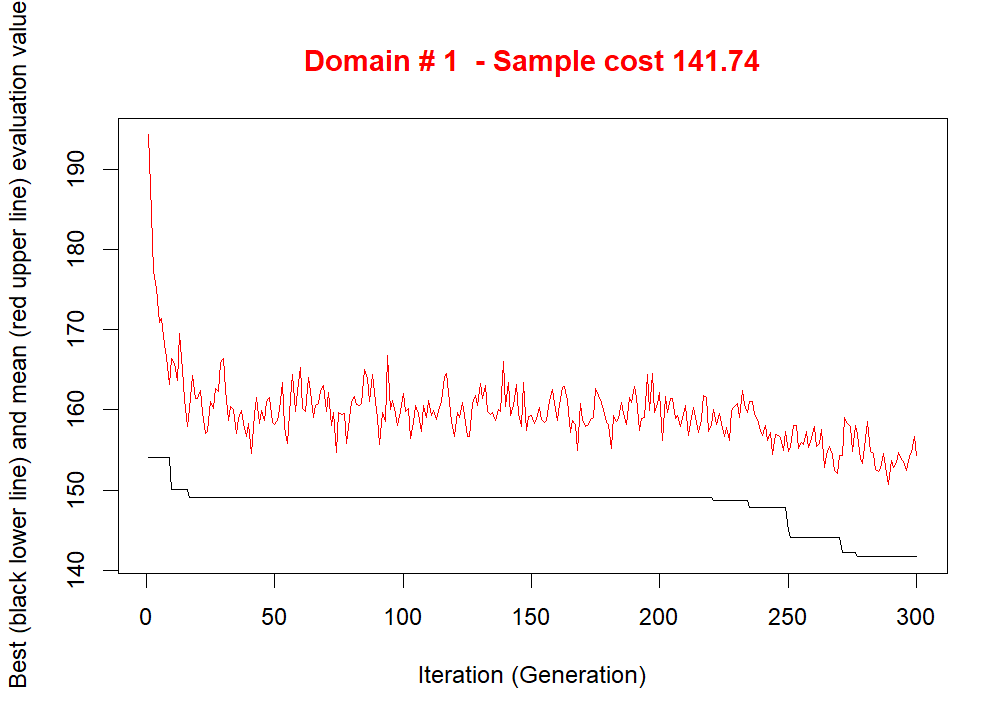 Domain # 1  - Sample cost 141.74
Best (black lower line) and mean (red upper line) evaluation value
190
180
170
160
150
140
0 50 100 150 200 250 300
Iteration (Generation)